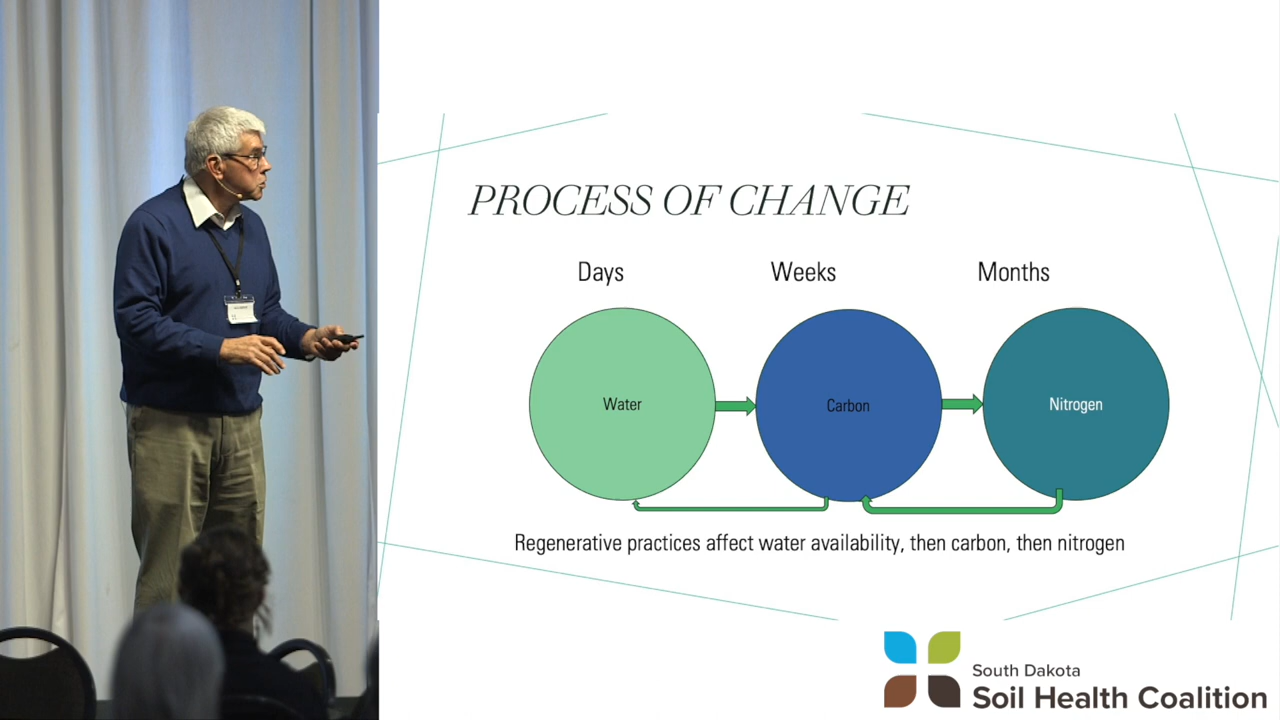 PROCESS OF CHANGE
Days Weeks Months
Water Carbon Nitrogen
Regenerative practices affect water availability, then carbon, then nitrogen
South Dakota
Soil Health Coalition